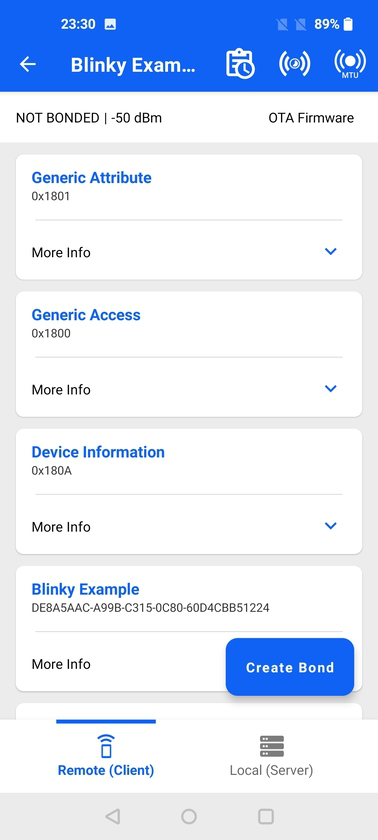 23:30
89%
Blinky Exam...
MTU
NOT BONDED | -50 dBm
OTA Firmware
Generic Attribute
0x1801
More Info
Generic Access
0x1800
More Info
Device Information
0x180A
More Info
Blinky Example
DE8A5AAC-A99B-C315-0C80-60D4CBB51224
More Info
Create Bond
Remote (Client)
Local (Server)